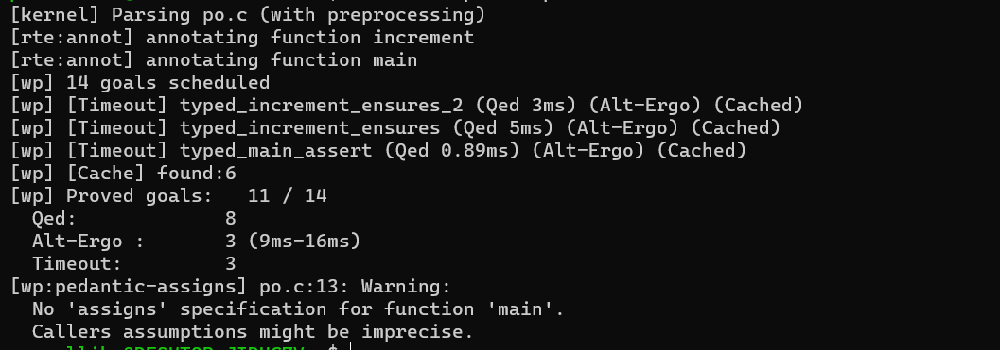 [kernel] Parsing po.c (with preprocessing)
[rte:annot] annotating function increment
[rte:annot] annotating function main
[wp] 14 goals scheduled
[wp] [Timeout] typed_increment_ensures_2 (Qed 3ms) (Alt-Ergo) (Cached)
[wp] [Timeout] typed_increment_ensures (Qed 5ms) (Alt-Ergo) (Cached)
[wp] [Timeout] typed_main_assert (Qed 0.89ms) (Alt-Ergo) (Cached)
[wp] [Cache] found:6
[wp] Proved goals:   11 / 14
  Qed:             8
  Alt-Ergo :       3 (9ms-16ms)
  Timeout:         3
[wp:pedantic-assigns] po.c:13: Warning:
  No 'assigns' specification for function 'main'.
  Callers assumptions might be imprecise.